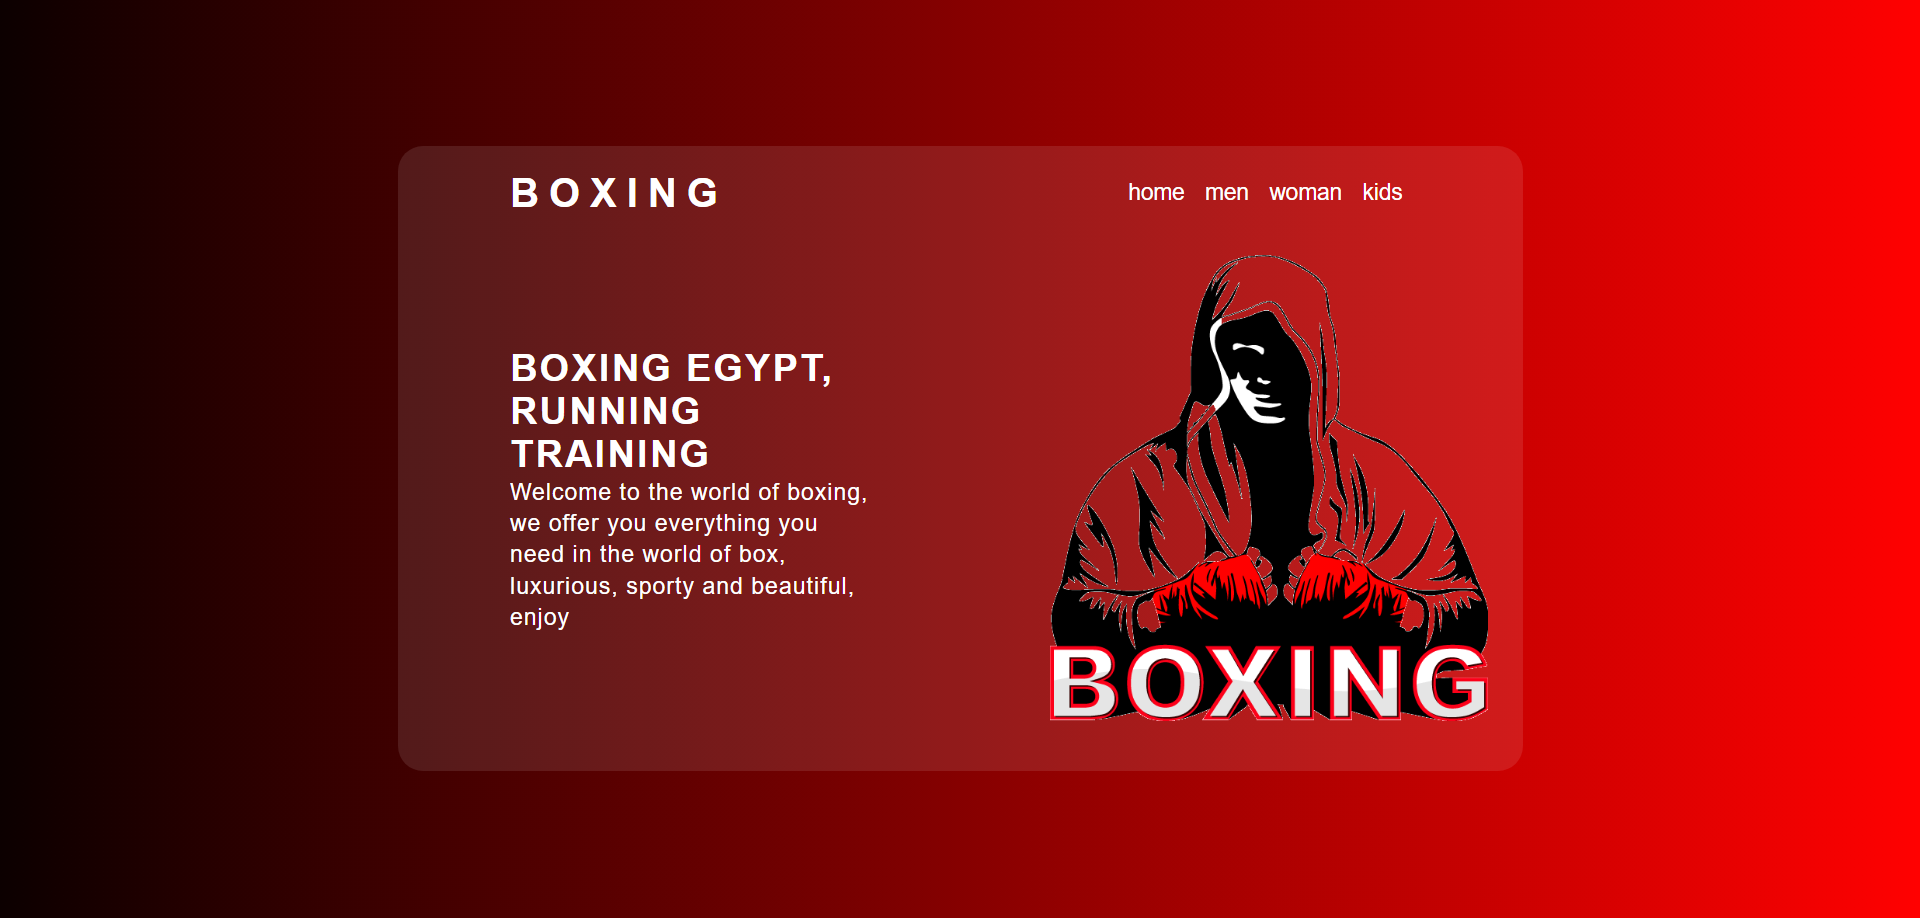 BOXING
home men woman kids
BOXING EGYPT,
RUNNING
TRAINING
Welcome to the world of boxing,
we offer you everything you
need in the world of box,
luxurious, sporty and beautiful,
enjoy
BOXING